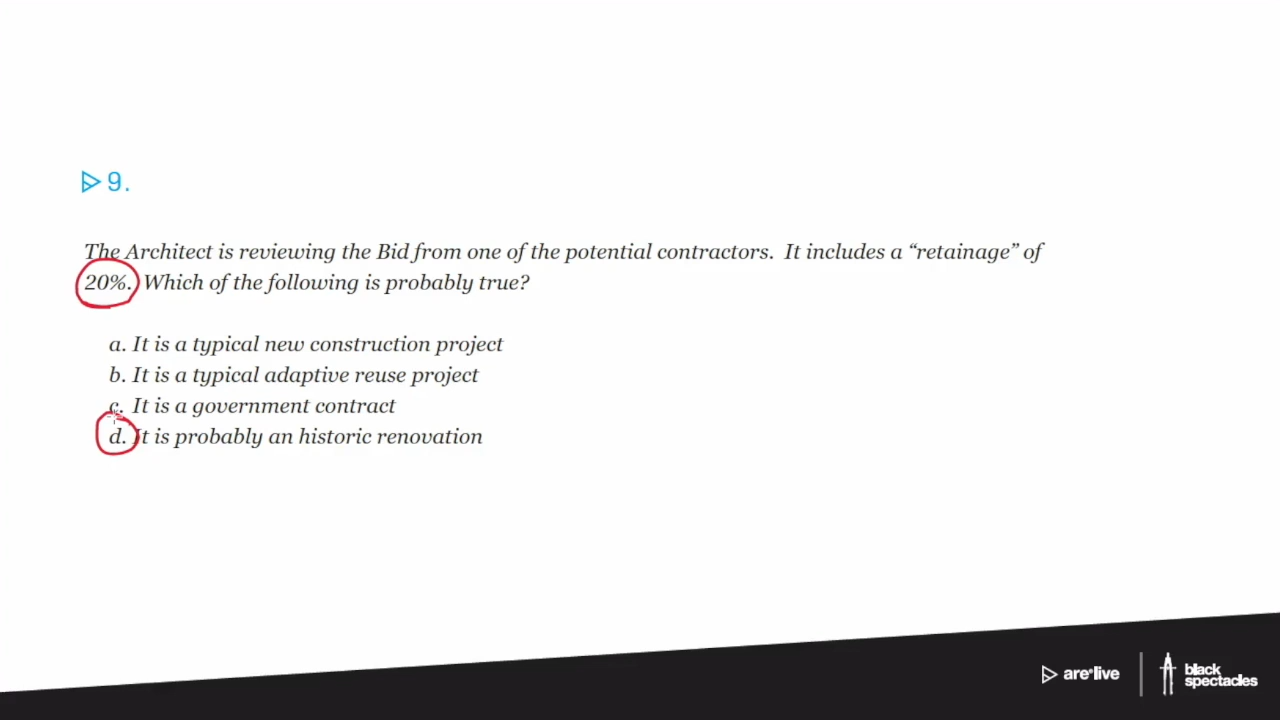 9.
The Architect is reviewing the Bid from one of the potential contractors.  It includes a “retainage” of
20%.  Which of the following is probably true?
a. It is a typical new construction project
b. It is a typical adaptive reuse project
c. It is a government contract
d. It is probably an historic renovation
are live
black
spectacles